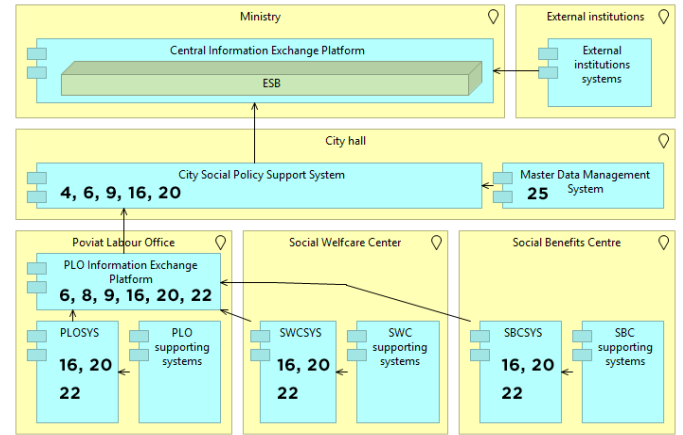 Ministry
External institutions
Central Information Exchange Platform
ESB
External
institutions
systems
City hall
City Social Policy Support System
4, 6, 9, 16, 20
Master Data Management
System
25
Poviat Labour Office
Social Welfcare Center
Social Benefits Centre
PLO Information Exchange
Platform
6, 8, 9, 16, 20, 22
PLOSYS
16, 20
22
PLO
supporting
systems
SWCSYS
16, 20
22
SWC
supporting
systems
SBCSYS
16, 20
22
SBC
supporting
systems